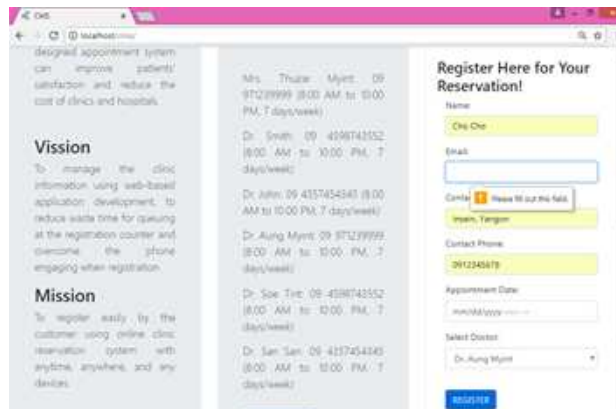 CHS
localhost/chs/
designed appointment system
can improve patients'
satisfaction and reduce the
cost of clinics and hospitals.
Vission
To manage the clinic
information using web-based
application development, to
reduce waste time for queuing
at the registration counter and
overcome the phone
engaging when registration.
Mission
To register easily by the
customer using online clinic
reservation system with
anytime, anywhere, and any
devices.
Mrs. Thuzar Myint: 09
971239999 (8:00 AM to 10:00
PM, 7 days/week)
Dr. Smith: 09 4598743552
(8:00 AM to 10:00 PM, 7
days/week)
Dr. John: 09 4357454343 (8:00
AM to 10:00 PM, 7 days/week)
Dr. Aung Myint: 09 971239999
(8:00 AM to 10:00 PM, 7
days/week)
Dr. Soe Tint: 09 4598743552
(8:00 AM to 10:00 PM, 7
days/week)
Dr. San San: 09 4357454343
(8:00 AM to 10:00 PM, 7
days/week)
Register Here for Your
Reservation!
Name:
Cho Cho
Email:
Please fill out this field.
Insein, Yangon
Contact Phone:
0912345678
Appointment Date:
mm/dd/yyyy
Select Doctor:
Dr. Aung Myint
REGISTER